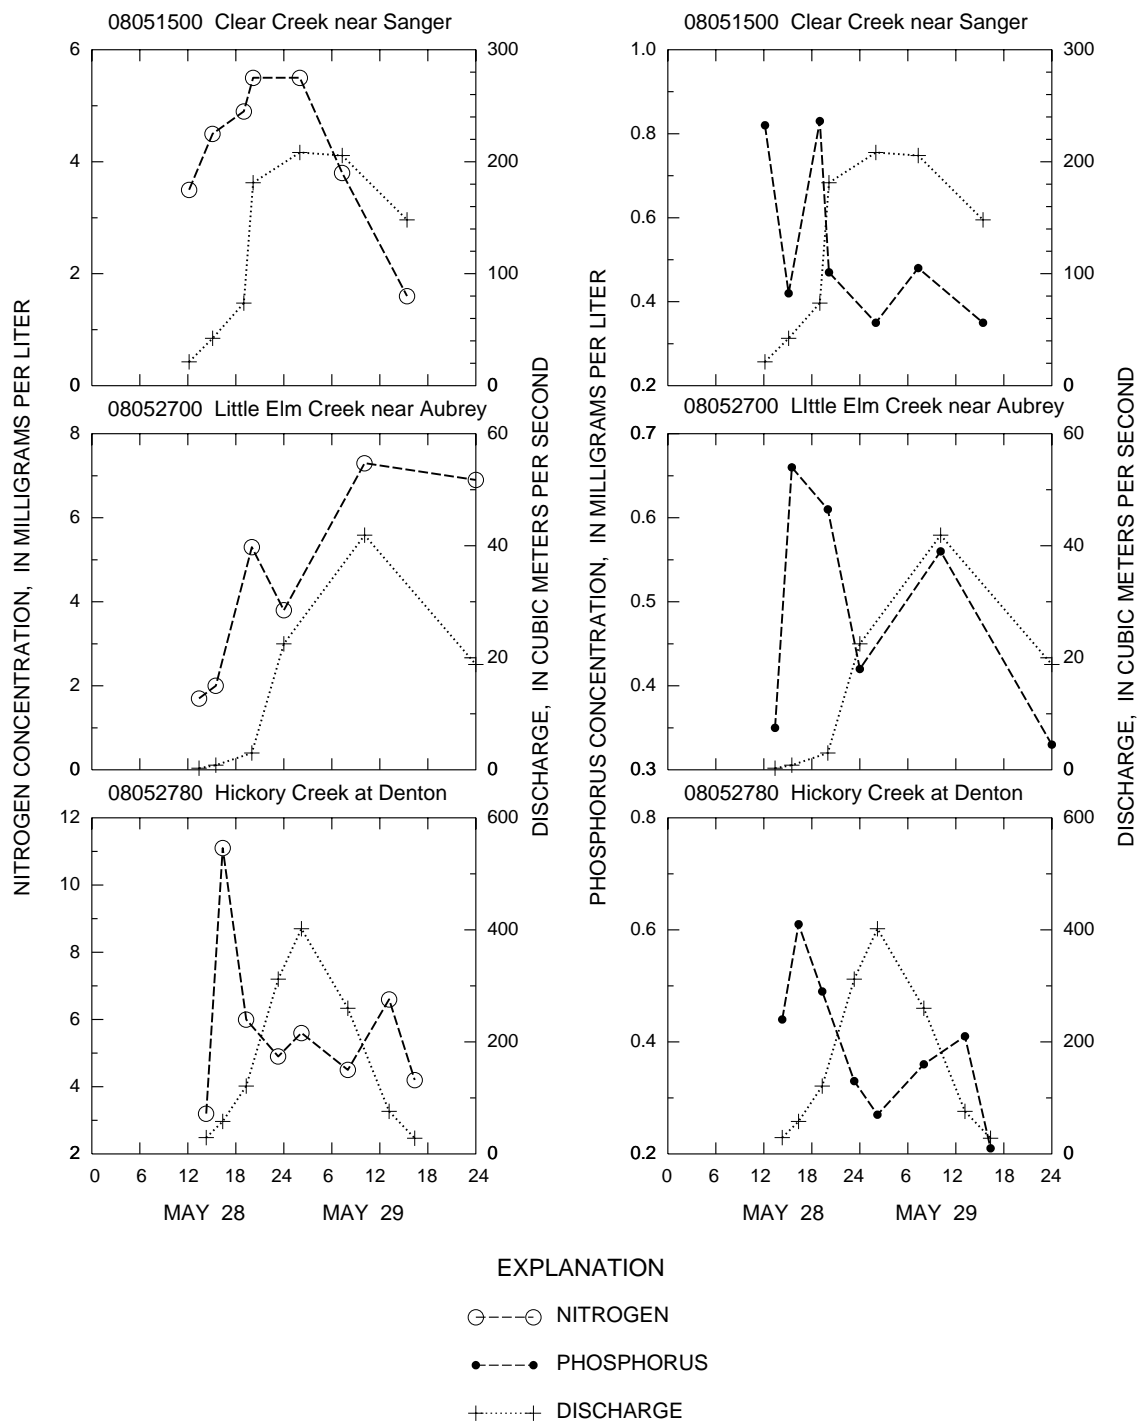 08051500 Clear Creek near Sanger
08051500 Clear Creek near Sanger
6
4
2
0
300
200
100
0
1.0
0.8
0.6
0.4
0.2
300
200
100
0
08052700 Little Elm Creek near Aubrey
08052700 LIttle Elm Creek near Aubrey
8
6
4
2
0
60
40
20
0
0.7
0.6
0.5
0.4
0.3
60
40
20
0
08052780 Hickory Creek at Denton
08052780 Hickory Creek at Denton
12
10
8
6
4
2
600
400
200
0
0.8
0.6
0.4
0.2
600
400
200
0
NITROGEN CONCENTRATION, IN MILLIGRAMS PER LITER
DISCHARGE, IN CUBIC METERS PER SECOND
PHOSPHORUS CONCENTRATION, IN MILLIGRAMS PER LITER
DISCHARGE, IN CUBIC METERS PER SECOND
0 6 12 18 24 6 12 18 24
0 6 12 18 24 6 12 18 24
MAY 28 MAY 29
MAY 28 MAY 29
EXPLANATION
NITROGEN
PHOSPHORUS
DISCHARGE